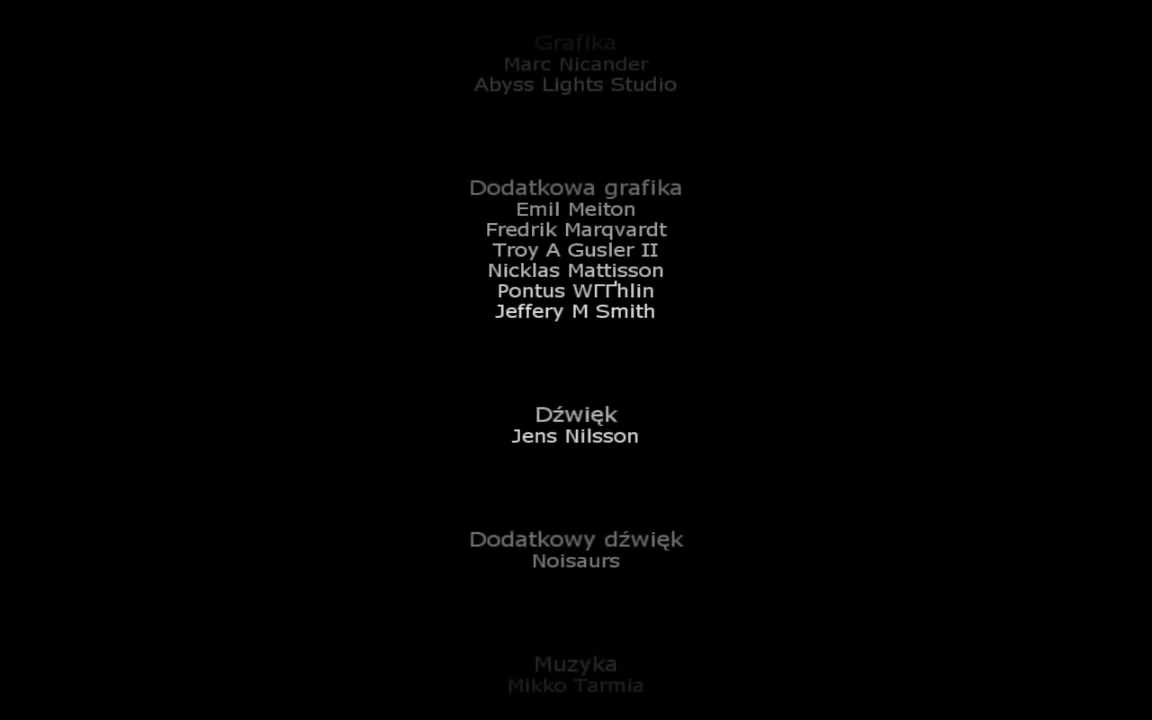 Grafika
Marc Nicander
Abyss Lights Studio
Dodatkowa grafika
Emil Meiton
Fredrik Marqvardt
Troy A Gusler II
Nicklas Mattisson
Pontus WГҐhlin
Jeffery M Smith
Dźwięk
Jens Nilsson
Dodatkowy dźwięk
Noisaurs
Muzyka
Mikko Tarmia